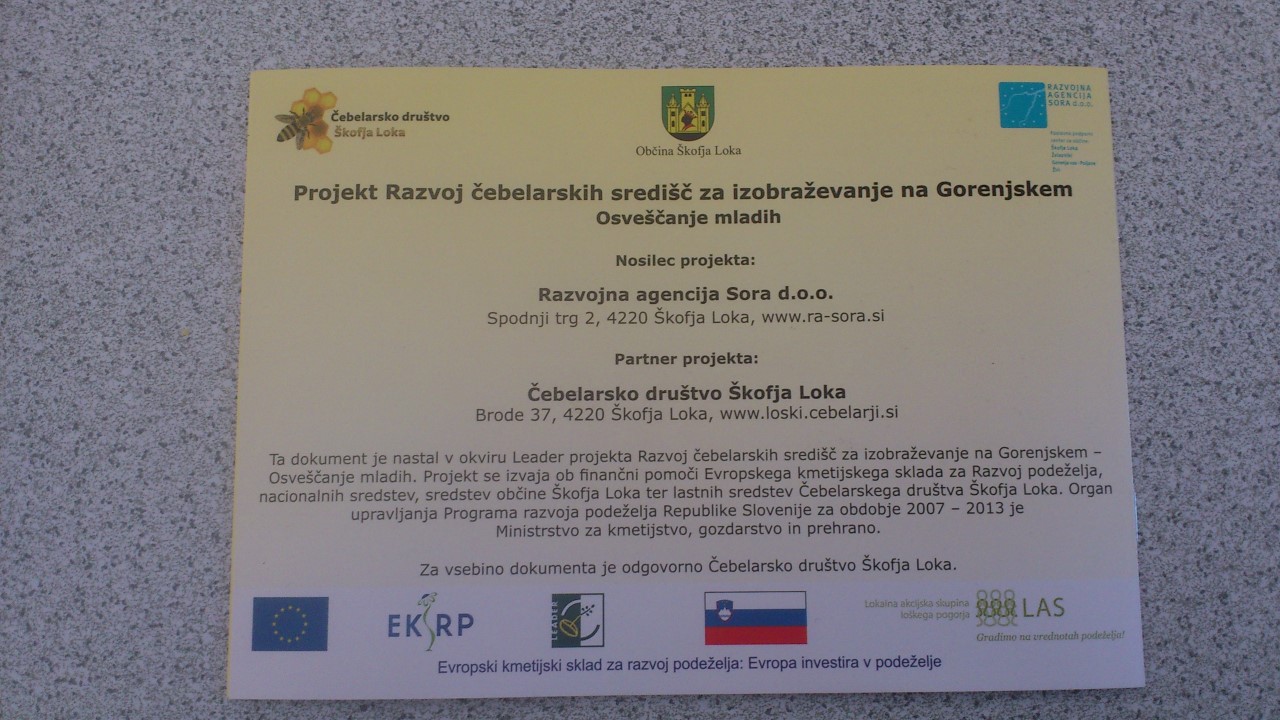 Čebelarsko društvo
Škofja Loka
Občina Škofja Loka
RAZVOJNA
AGENCIJA
SORA d.o.o.
Škofja Loka
Projekt Razvoj čebelarskih središč za izobraževanje na Gorenjskem
Osveščanje mladih
Nosilec projekta:
Razvojna agencija Sora d.o.o.
Spodnji trg 2, 4220 Škofja Loka, www.ra-sora.si
Partner projekta:
Čebelarsko društvo Škofja Loka
Brode 37, 4220 Škofja Loka, www.loski.cebelarji.si
Ta dokument je nastal v okviru Leader projekta Razvoj čebelarskih središč za izobraževanje na Gorenjskem –
Osveščanje mladih. Projekt se izvaja ob finančni pomoči Evropskega kmetijskega sklada za Razvoj podeželja,
nacionalnih sredstev, sredstev občine Škofja Loka ter lastnih sredstev Čebelarskega društva Škofja Loka. Organ
upravljanja Programa razvoja podeželja Republike Slovenije za obdobje 2007 – 2013 je
Ministrstvo za kmetijstvo, gozdarstvo in prehrano.
Za vsebino dokumenta je odgovorno Čebelarsko društvo Škofja Loka.
EKSRP
LEADER
Lokalna akcijska skupina
loškega pogorja
LAS
Gradimo na vrednotah podeželja!
Evropski kmetijski sklad za razvoj podeželja: Evropa investira v podeželje